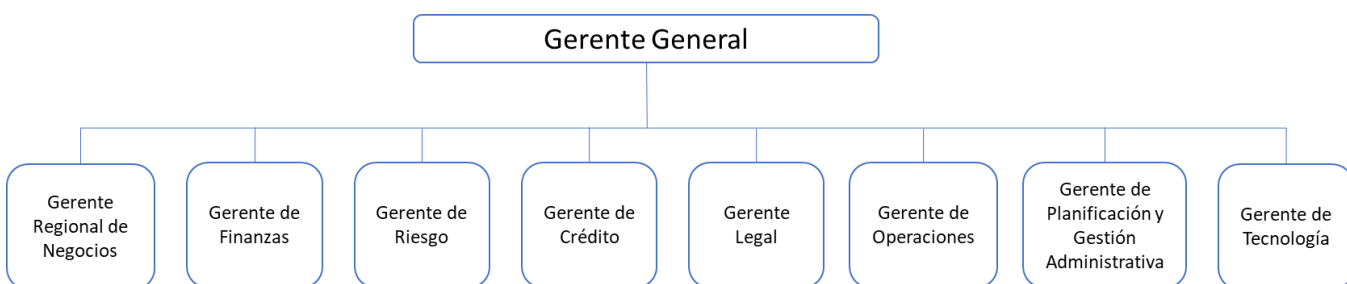 Gerente General
Gerente
Regional de
Negocios
Gerente de
Finanzas
Gerente de
Riesgo
Gerente de
Crédito
Gerente
Legal
Gerente de
Operaciones
Gerente de
Planificación y
Gestión
Administrativa
Gerente de
Tecnología